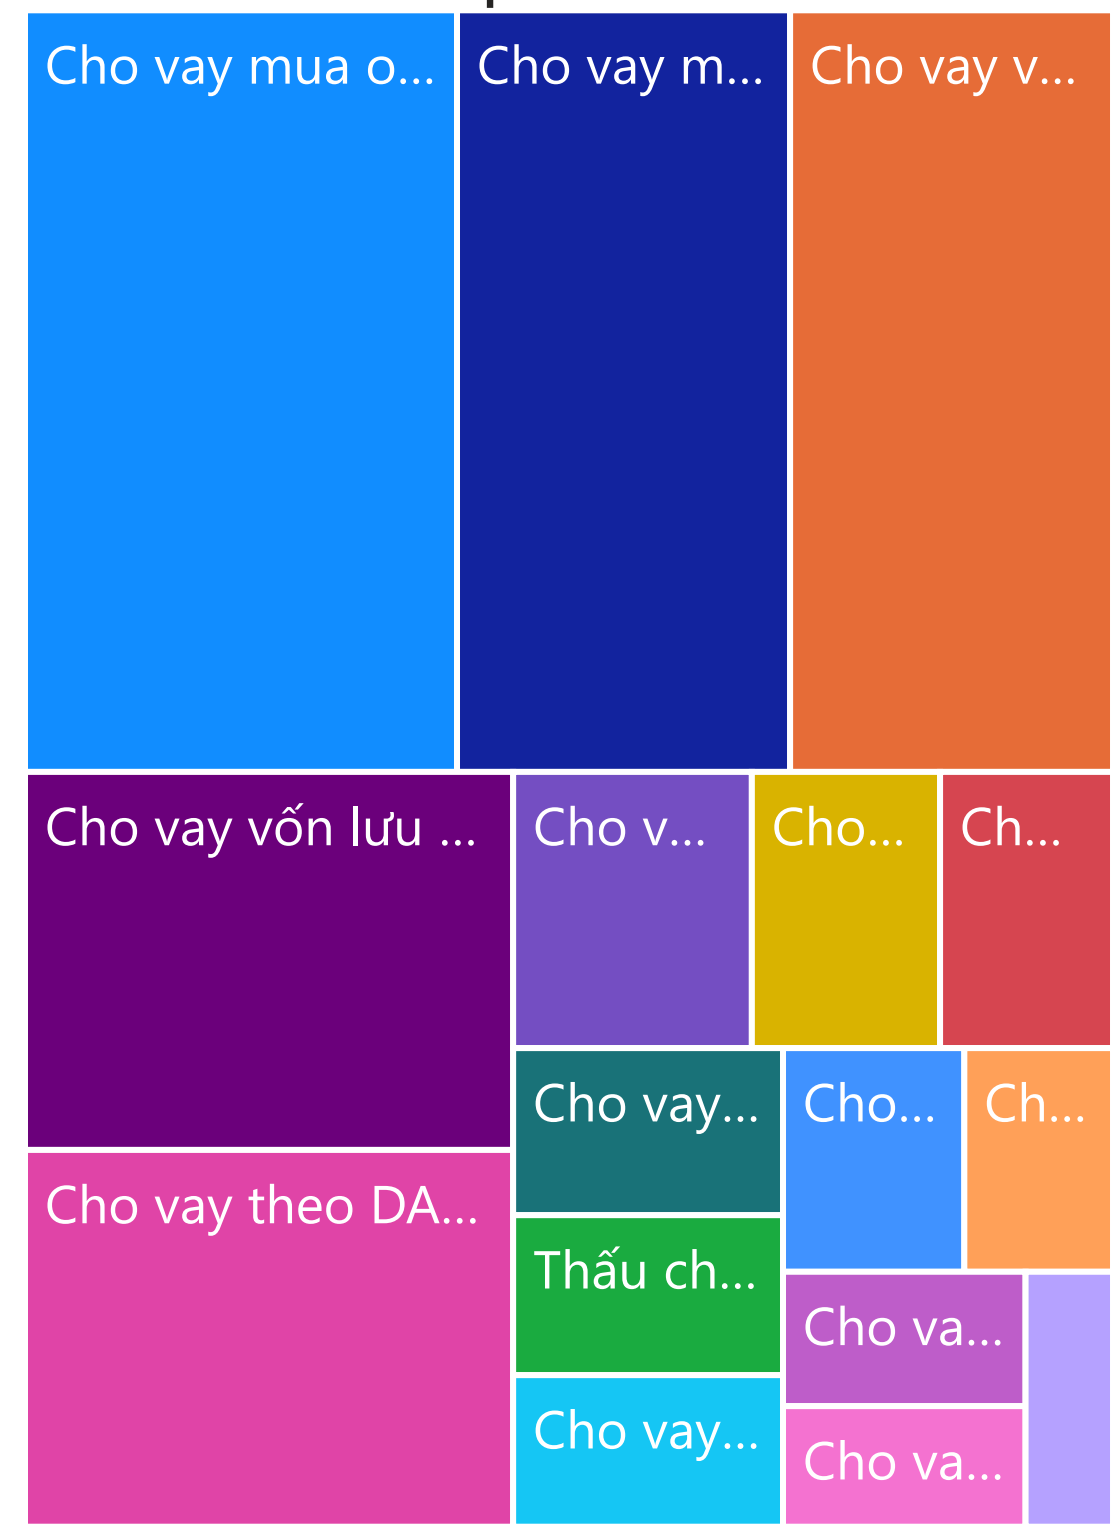 Cho vay mua o...
Cho vay m...
Cho vay v...
Cho vay vốn lưu ...
Cho v...
Cho...
Ch...
Cho vay...
Cho...
Ch...
Cho vay theo DA...
Thấu ch...
Cho va...
Cho vay...
Cho va...